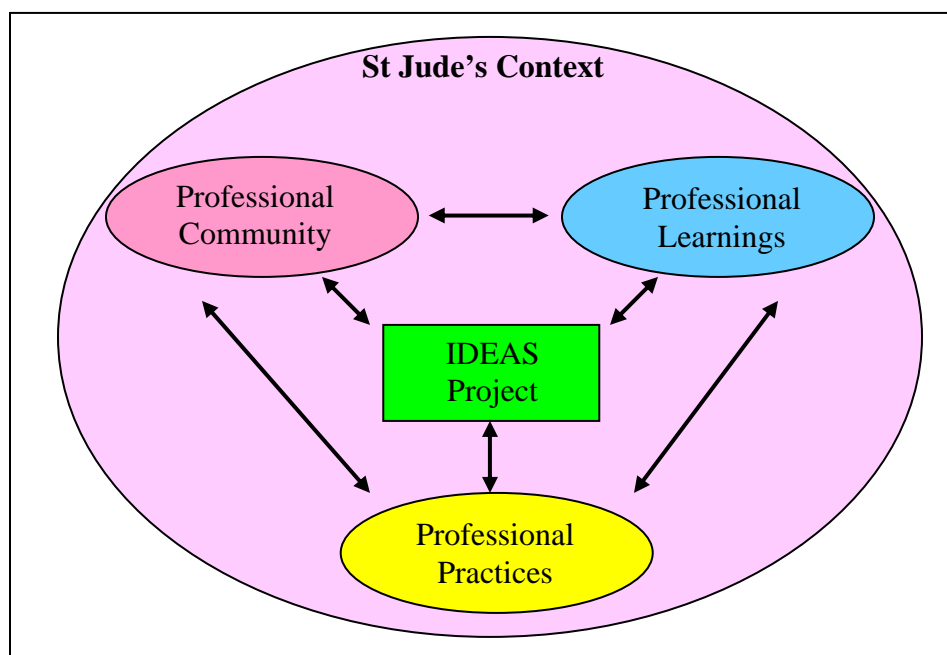 St Jude’s Context
Professional
Community
Professional
Learnings
IDEAS
Project
Professional
Practices